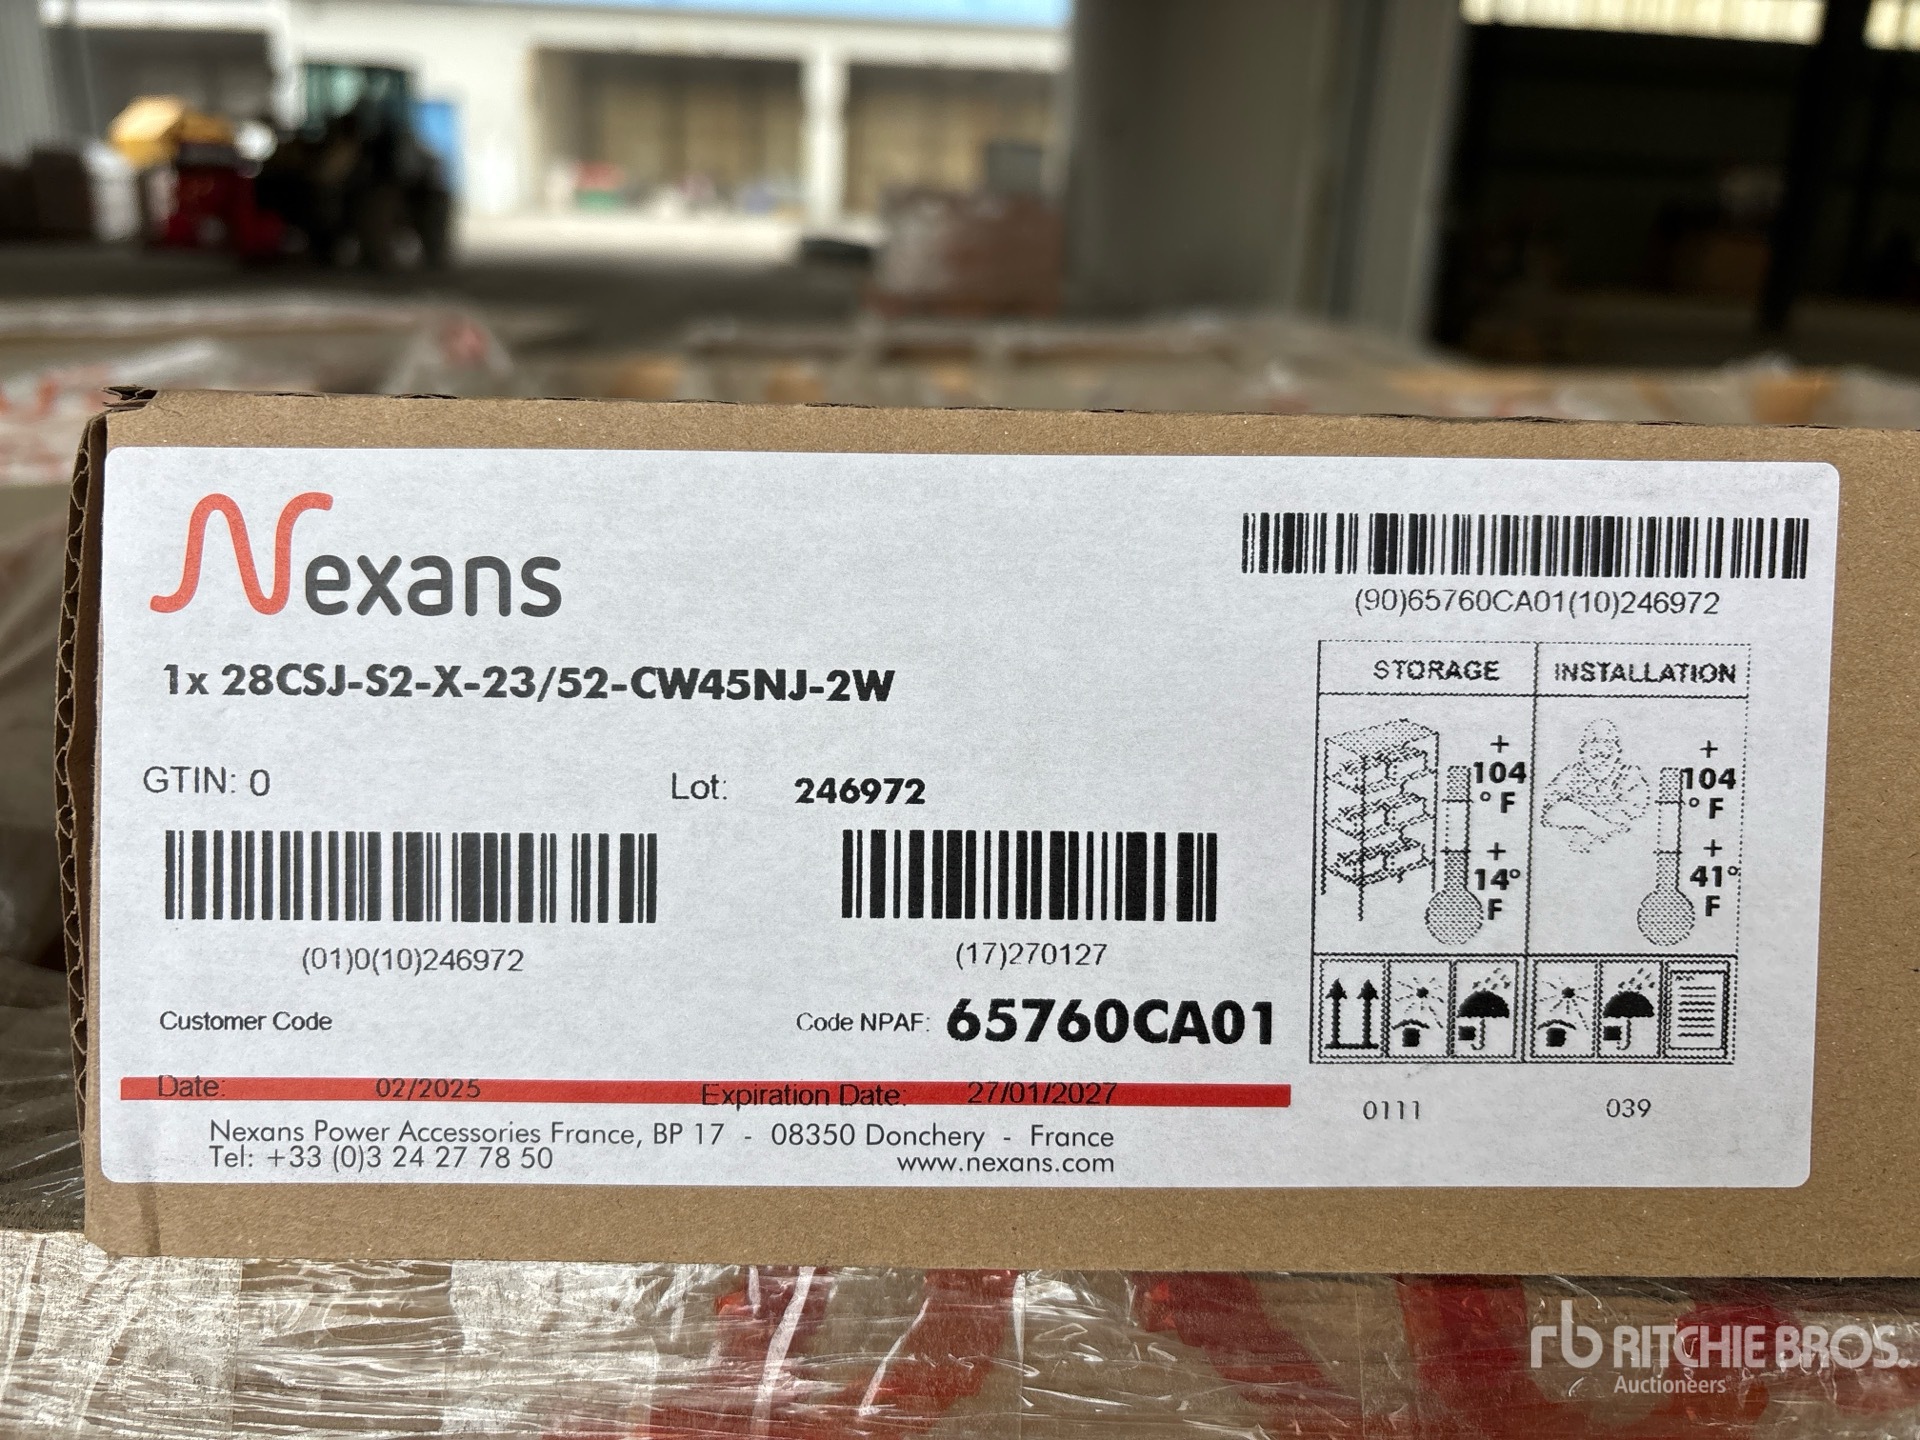 Nexans
(90)65760CA01(10)246972
1x 28CSJ-S2-X-23/52-CW45NJ-2W
STORAGE INSTALLATION
+ 104 ° F
+ 14° F
+ 104 ° F
+ 41° F
GTIN: 0 Lot: 246972
(01)0(10)246972 (17)270127
Customer Code Code NPAF: 65760CA01
Date: 02/2025 Expiration Date: 27/01/2027
0111 039
Nexans Power Accessories France, BP 17 - 08350 Donchery - France
Tel: +33 (0)3 24 27 78 50 www.nexans.com
rb RITCHIE BROS.
Auctioneers